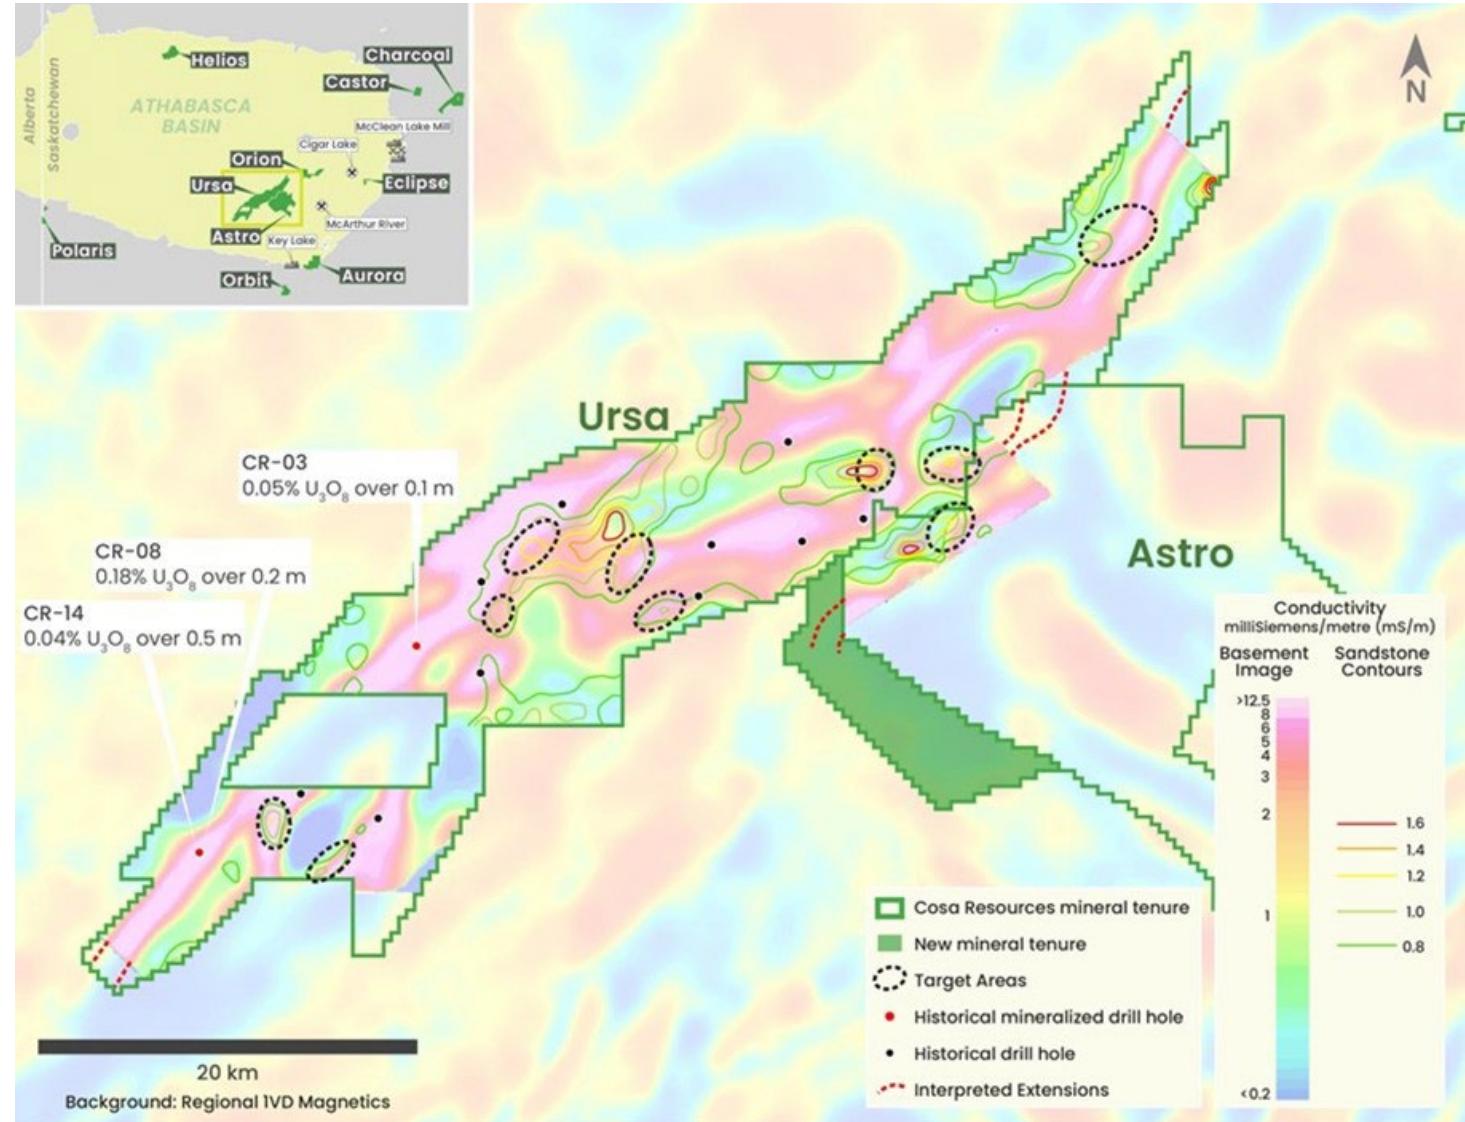 Alberta
Saskatchewan
Helios
Charcoal
Castor
ATHABASCA
BASIN
McClean Lake Mill
Cigar Lake
Orion
Ursa
Eclipse
McArthur River
Astro
Key Lake
Polaris
Orbit
Aurora
N
Ursa
Astro
CR-03
0.05% U₃O₈ over 0.1 m
CR-08
0.18% U₃O₈ over 0.2 m
CR-14
0.04% U₃O₈ over 0.5 m
Conductivity
milliSiemens/metre (mS/m)
Basement Sandstone
Image Contours
>12.5
8
6
5
4
3
2
1
<0.2
1.6
1.4
1.2
1.0
0.8
Cosa Resources mineral tenure
New mineral tenure
Target Areas
Historical mineralized drill hole
Historical drill hole
Interpreted Extensions
20 km
Background: Regional 1VD Magnetics